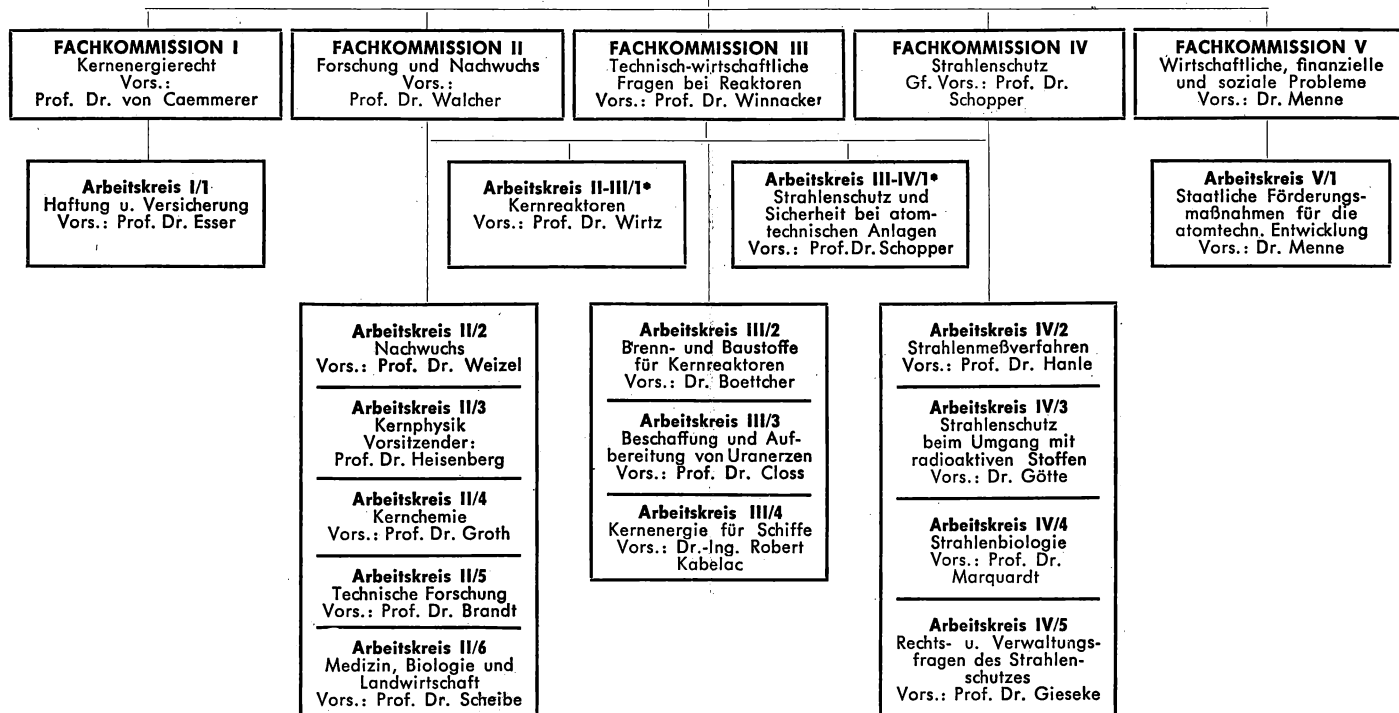 FACHKOMMISSION I
Kernenergierecht
Vors.:
Prof. Dr. von Caemmerer
FACHKOMMISSION II
Forschung und Nachwuchs
Vors.:
Prof. Dr. Walcher
FACHKOMMISSION III
Technisch-wirtschaftliche
Fragen bei Reaktoren
Vors.: Prof. Dr. Winnacker
FACHKOMMISSION IV
Strahlenschutz
Gf. Vors.: Prof. Dr.
Schopper
FACHKOMMISSION V
Wirtschaftliche, finanzielle
und soziale Probleme
Vors.: Dr. Menne
Arbeitskreis I/1
Haftung u. Versicherung
Vors.: Prof. Dr. Esser
Arbeitskreis II-III/1*
Kernreaktoren
Vors.: Prof. Dr. Wirtz
Arbeitskreis III-IV/1*
Strahlenschutz und
Sicherheit bei atom-
technischen Anlagen
Vors.: Prof. Dr. Schopper
Arbeitskreis V/1
Staatliche Förderungs-
maßnahmen für die
atomtechn. Entwicklung
Vors.: Dr. Menne
Arbeitskreis II/2
Nachwuchs
Vors.: Prof. Dr. Weizel
Arbeitskreis II/3
Kernphysik
Vorsitzender:
Prof. Dr. Heisenberg
Arbeitskreis II/4
Kernchemie
Vors.: Prof. Dr. Groth
Arbeitskreis II/5
Technische Forschung
Vors.: Prof. Dr. Brandt
Arbeitskreis II/6
Medizin, Biologie und
Landwirtschaft
Vors.: Prof. Dr. Scheibe
Arbeitskreis III/2
Brenn- und Baustoffe
für Kernreaktoren
Vors.: Dr. Boettcher
Arbeitskreis III/3
Beschaffung und Auf-
bereitung von Uranerzen
Vors.: Prof. Dr. Closs
Arbeitskreis III/4
Kernenergie für Schiffe
Vors.: Dr.-Ing. Robert
Kabelac
Arbeitskreis IV/2
Strahlenmeßverfahren
Vors.: Prof. Dr. Hanle
Arbeitskreis IV/3
Strahlenschutz
beim Umgang mit
radioaktiven Stoffen
Vors.: Dr. Götte
Arbeitskreis IV/4
Strahlenbiologie
Vors.: Prof. Dr.
Marquardt
Arbeitskreis IV/5
Rechts- u. Verwaltungs-
fragen des Strahlen-
schutzes
Vors.: Prof. Dr. Gieseke